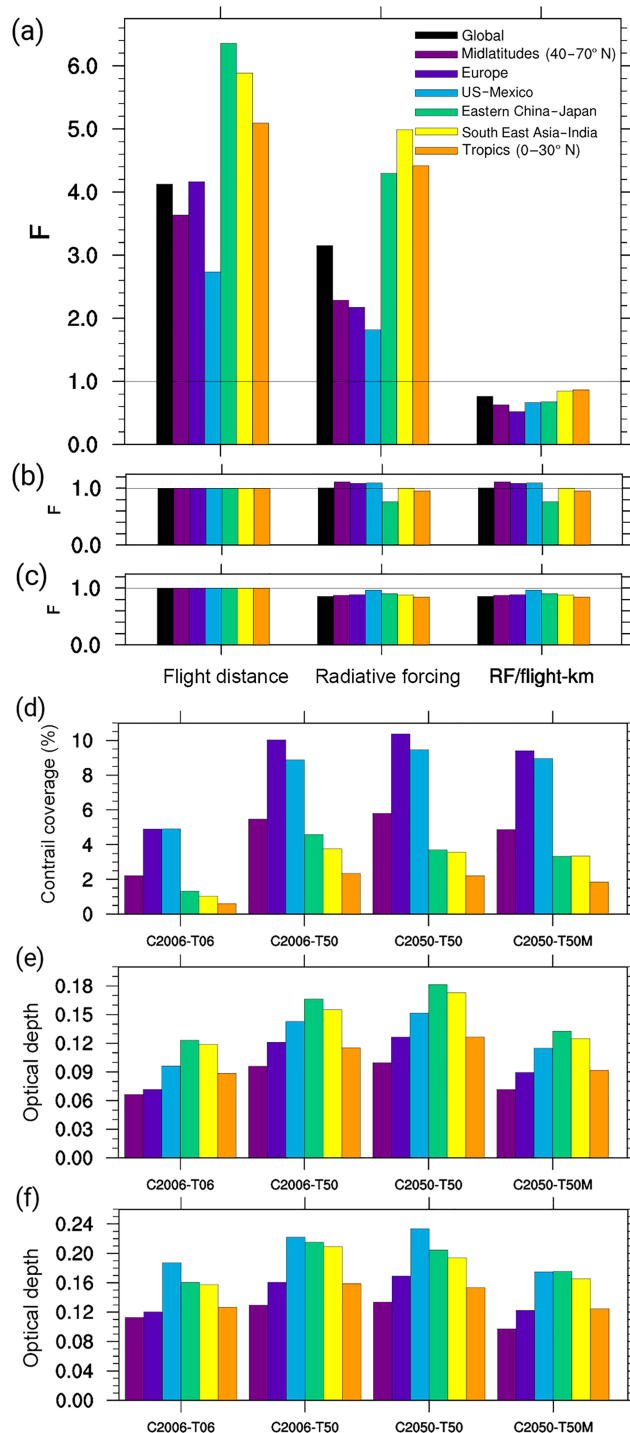 (a)
Global
Midlatitudes (40–70° N)
Europe
US–Mexico
Eastern China–Japan
South East Asia–India
Tropics (0–30° N)
6.0
5.0
4.0
3.0
2.0
1.0
0.0
F
(b)
1.0
0.0
F
(c)
1.0
0.0
F
Flight distance Radiative forcing RF/flight-km
(d)
10
8
6
4
2
0
Contrail coverage (%)
C2006-T06 C2006-T50 C2050-T50 C2050-T50M
(e)
0.18
0.15
0.12
0.09
0.06
0.03
0.00
Optical depth
C2006-T06 C2006-T50 C2050-T50 C2050-T50M
(f)
0.24
0.20
0.16
0.12
0.08
0.04
0.00
Optical depth
C2006-T06 C2006-T50 C2050-T50 C2050-T50M